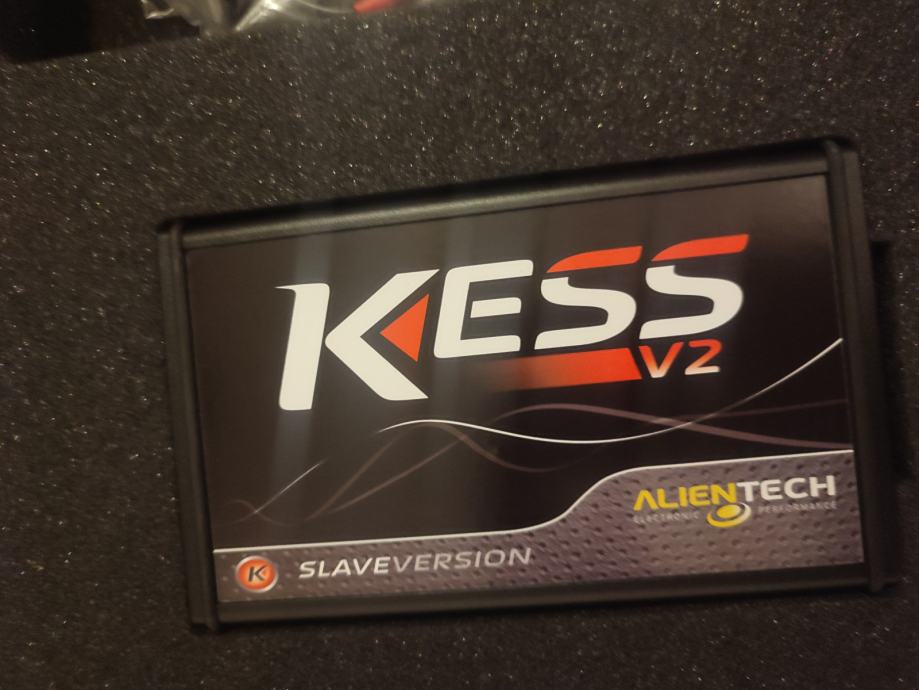 KESS
V2
ALIENTECH
ELECTRONIC PERFORMANCE
K SLAVEVERSION